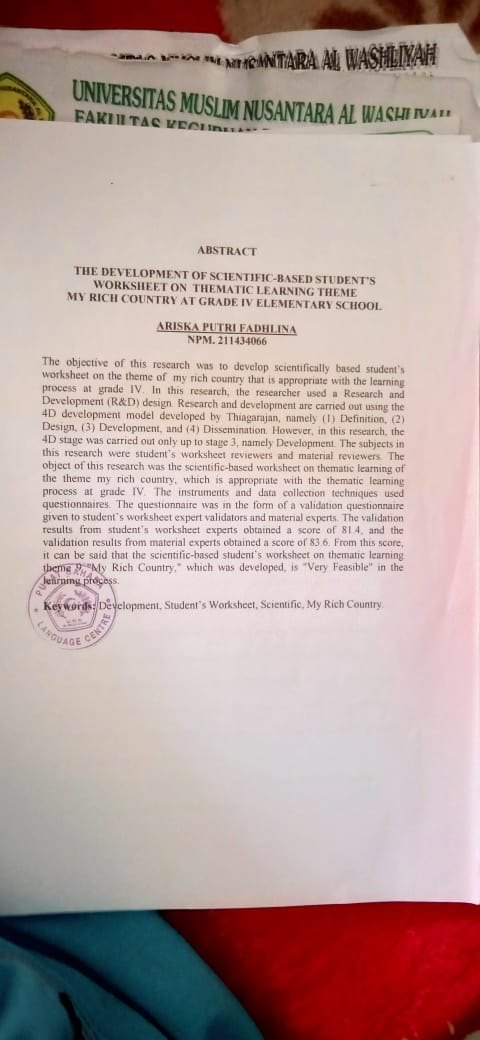 NTARA AL WASHLIYAH
UNIVERSITAS MUSLIM NUSANTARA AL WASHLIYAH
FAKULTAS
ABSTRACT
THE DEVELOPMENT OF SCIENTIFIC-BASED STUDENT'S
WORKSHEET ON THEMATIC LEARNING THEME
MY RICH COUNTRY AT GRADE IV ELEMENTARY SCHOOL
ARISKA PUTRI FADHLINA
NPM. 211434066
The objective of this research was to develop scientifically based student's
worksheet on the theme of my rich country that is appropriate with the learning
process at grade IV. In this research, the researcher used a Research and
Development (R&D) design. Research and development are carried out using the
4D development model developed by Thiagarajan, namely (1) Definition, (2)
Design, (3) Development, and (4) Dissemination. However, in this research, the
4D stage was carried out only up to stage 3, namely Development. The subjects in
this research were student's worksheet reviewers and material reviewers. The
object of this research was the scientific-based worksheet on thematic learning of
the theme my rich country, which is appropriate with the thematic learning
process at grade IV. The instruments and data collection techniques used
questionnaires. The questionnaire was in the form of a validation questionnaire
given to student's worksheet expert validators and material experts. The validation
results from student's worksheet experts obtained a score of 81.4, and the
validation results from material experts obtained a score of 83.6. From this score,
it can be said that the scientific-based student's worksheet on thematic learning
theme 9, "My Rich Country," which was developed, is "Very Feasible" in the
learning process.
Keywords: Development, Student's Worksheet, Scientific, My Rich Country.
PUSAT BAHASA
LANGUAGE CENTRE